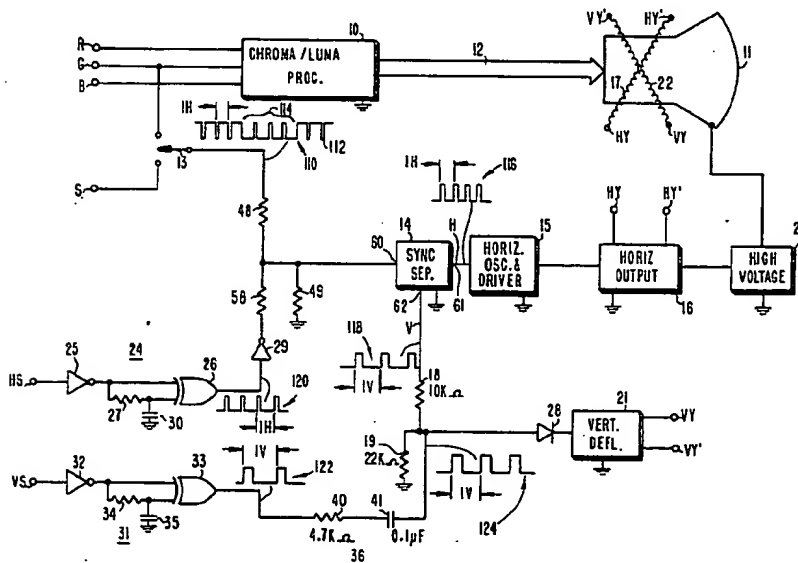 R
G
B
S
10
CHROMA/LUNA
PROC.
12
VY'
HY'
17
22
11
HY
VY
1H
114
112
110
13
48
1H
116
60
14
SYNC
SEP.
H
61
62
15
HORIZ.
OSC.&
DRIVER
HY
HY'
HORIZ
OUTPUT
16
HIGH
VOLTAGE
2
58
49
V
118
1V
18
10K Ω
29
24
25
HS
26
27
30
120
1H
19
22K Ω
28
21
VERT.
DEFL.
VY
VY'
VS
32
33
34
35
31
1V
122
40
4.7K Ω
41
0.1µF
36
1V
124